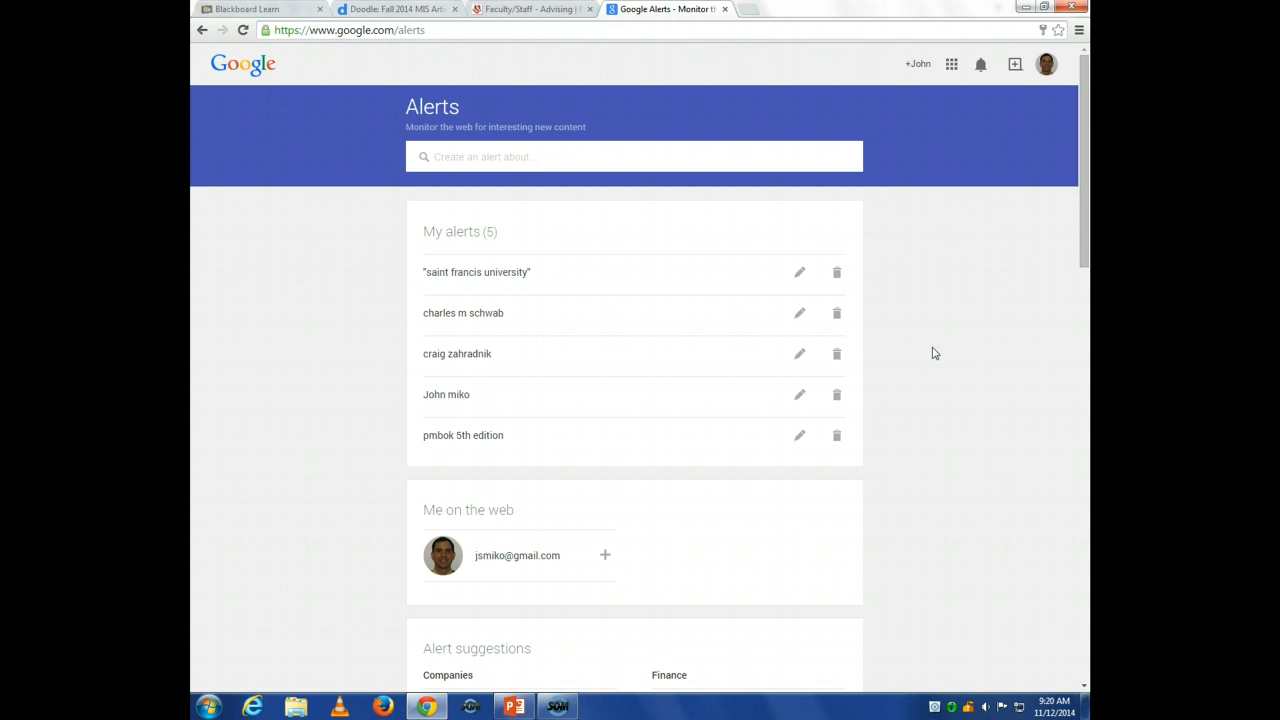 Blackboard Learn
Doodle: Fall 2014 MIS Arti
Faculty/Staff - Advising |
Google Alerts - Monitor th
https://www.google.com/alerts
Google
+John
Alerts
Monitor the web for interesting new content
Create an alert about...
My alerts (5)
"saint francis university"
charles m schwab
craig zahradnik
John miko
pmbok 5th edition
Me on the web
jsmiko@gmail.com
Alert suggestions
Companies
Finance
9:20 AM
11/12/2014